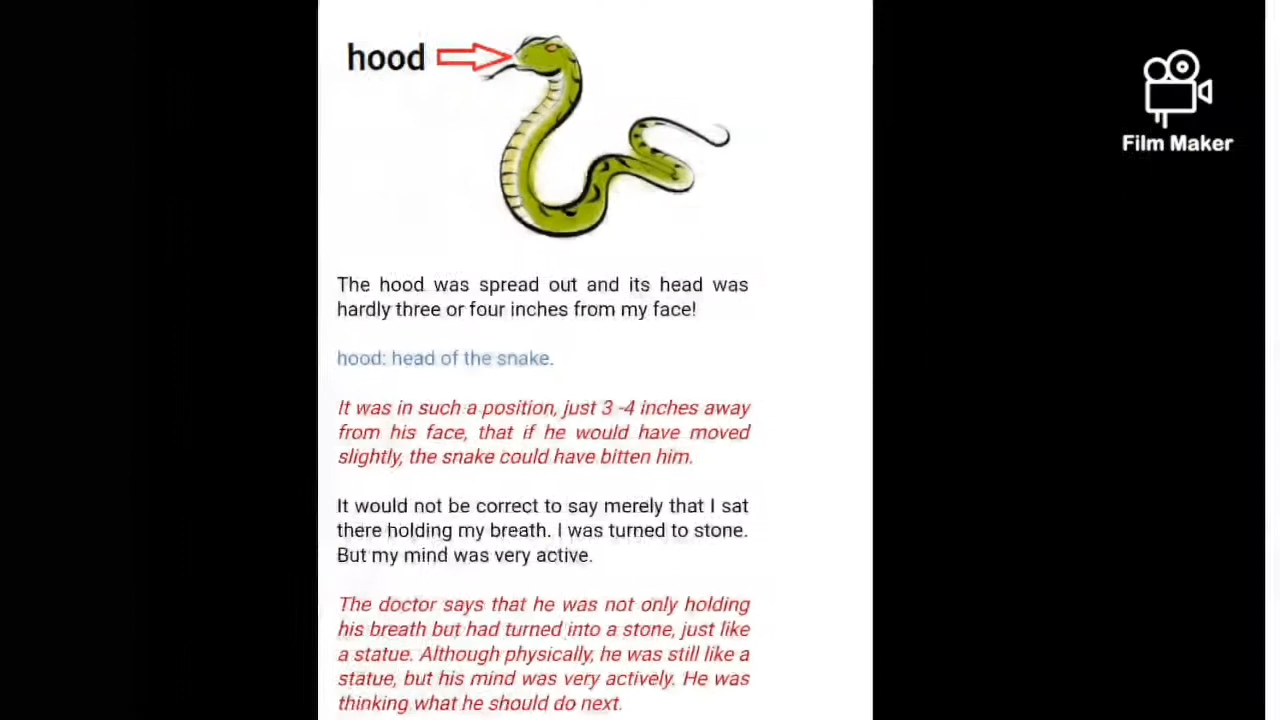 hood
Film Maker
The hood was spread out and its head was
hardly three or four inches from my face!
hood: head of the snake.
It was in such a position, just 3 -4 inches away
from his face, that if he would have moved
slightly, the snake could have bitten him.
It would not be correct to say merely that I sat
there holding my breath. I was turned to stone.
But my mind was very active.
The doctor says that he was not only holding
his breath but had turned into a stone, just like
a statue. Although physically, he was still like a
statue, but his mind was very actively. He was
thinking what he should do next.